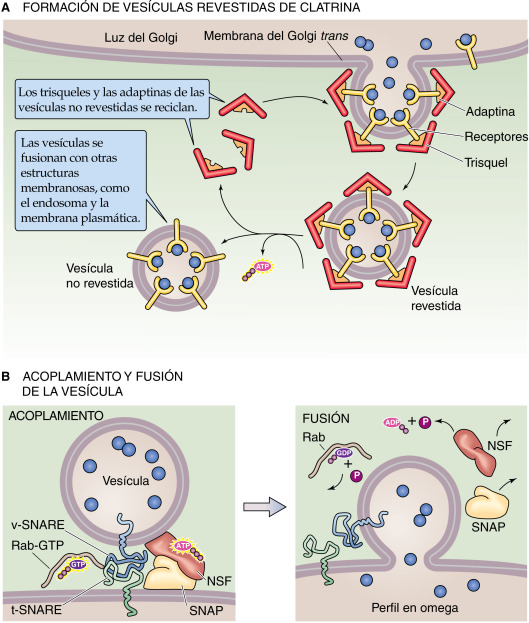 A FORMACIÓN DE VESÍCULAS REVESTIDAS DE CLATRINA
Luz del Golgi
Membrana del Golgi trans
Los trisqueles y las adaptinas de las
vesículas no revestidas se reciclan.
Adaptina
Receptores
Trisquel
Las vesículas se
fusionan con otras
estructuras
membranosas, como
el endosoma y la
membrana plasmática.
Vesícula
no revestida
ATP
Vesícula
revestida
B ACOPLAMIENTO Y FUSIÓN
DE LA VESÍCULA
ACOPLAMIENTO
Vesícula
v-SNARE
Rab-GTP
GTP
t-SNARE
ATP
NSF
SNAP
FUSIÓN
Rab
GDP
+
P
ADP
+
P
NSF
SNAP
Perfil en omega